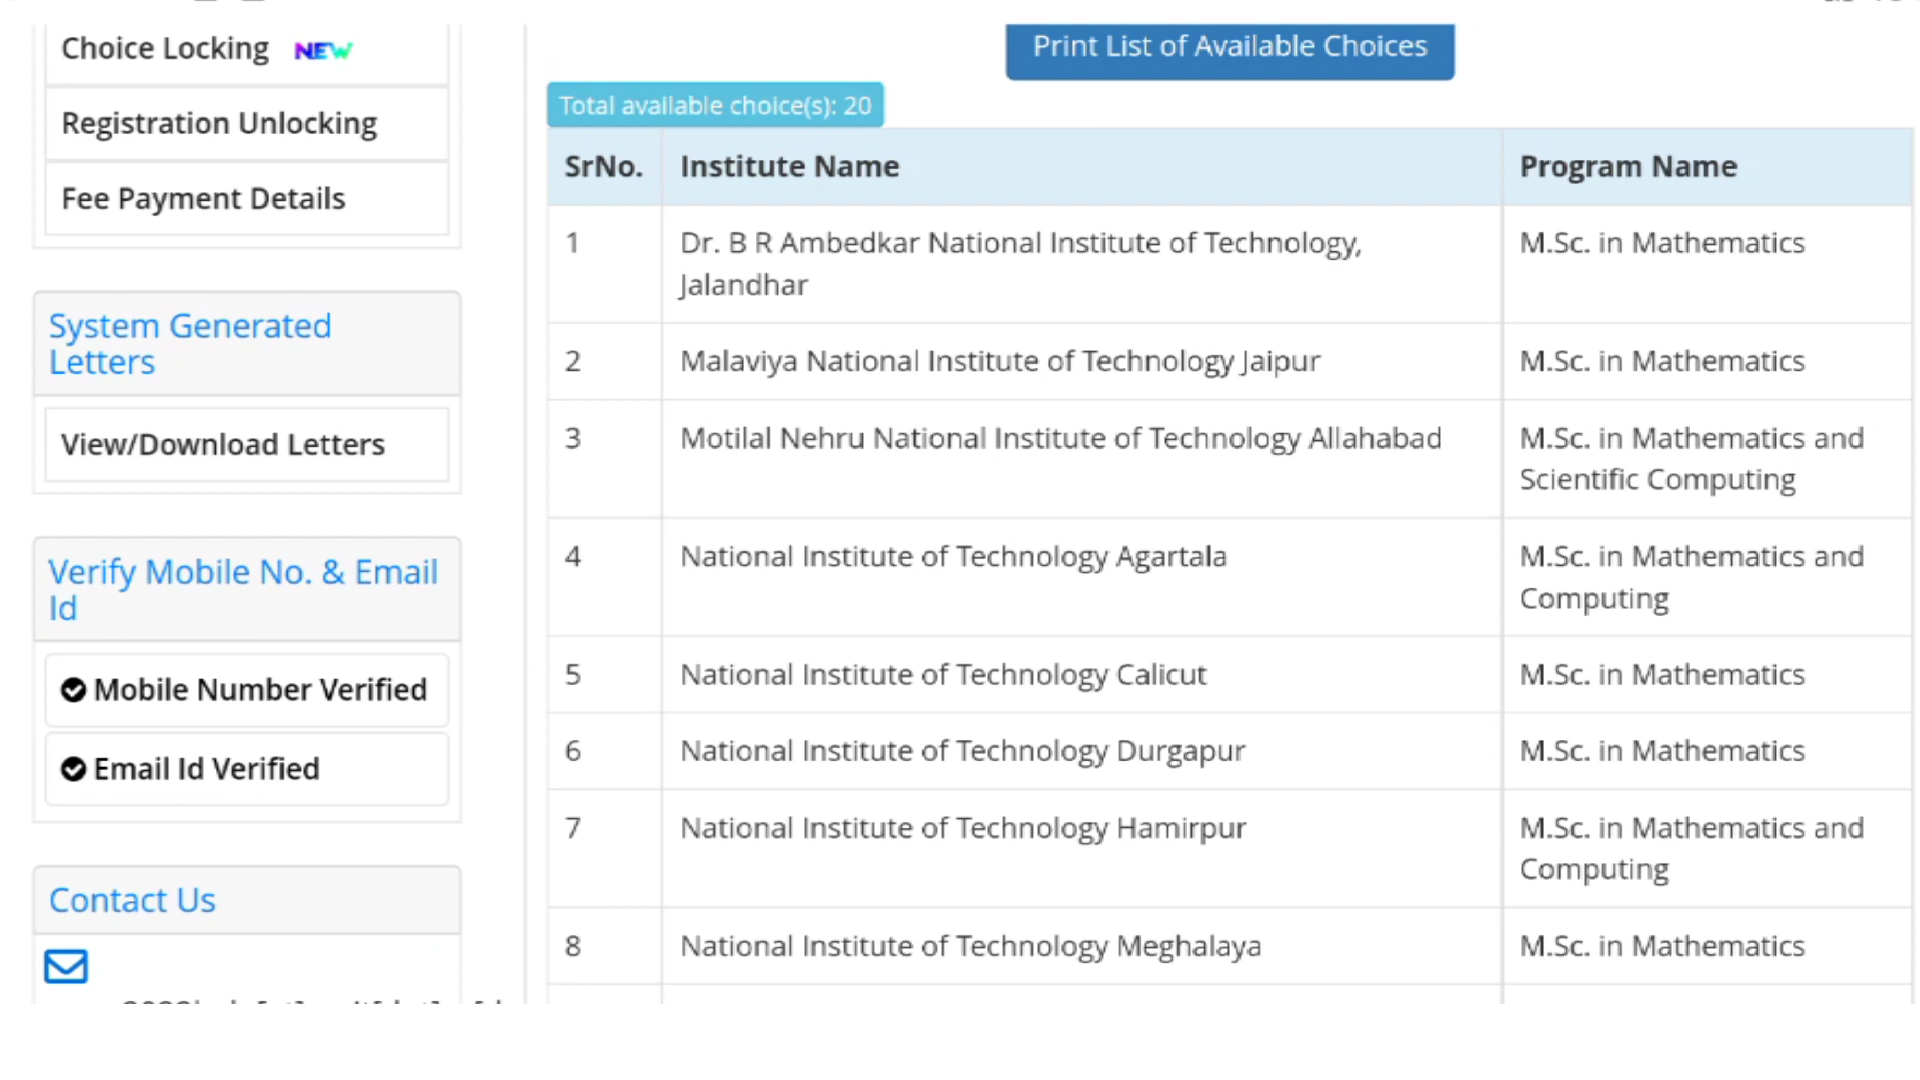 Choice Locking NEW
Registration Unlocking
Fee Payment Details
System Generated
Letters
View/Download Letters
Verify Mobile No. & Email
Id
Mobile Number Verified
Email Id Verified
Contact Us
Print List of Available Choices
Total available choice(s): 20
SrNo. Institute Name Program Name
1 Dr. B R Ambedkar National Institute of Technology, M.Sc. in Mathematics
Jalandhar
2 Malaviya National Institute of Technology Jaipur M.Sc. in Mathematics
3 Motilal Nehru National Institute of Technology Allahabad M.Sc. in Mathematics and
Scientific Computing
4 National Institute of Technology Agartala M.Sc. in Mathematics and
Computing
5 National Institute of Technology Calicut M.Sc. in Mathematics
6 National Institute of Technology Durgapur M.Sc. in Mathematics
7 National Institute of Technology Hamirpur M.Sc. in Mathematics and
Computing
8 National Institute of Technology Meghalaya M.Sc. in Mathematics